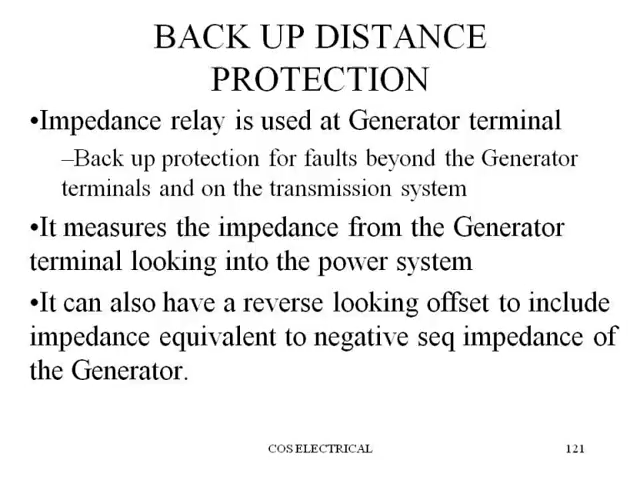 BACK UP DISTANCE
PROTECTION
•Impedance relay is used at Generator terminal
–Back up protection for faults beyond the Generator
terminals and on the transmission system
•It measures the impedance from the Generator
terminal looking into the power system
•It can also have a reverse looking offset to include
impedance equivalent to negative seq impedance of
the Generator.
COS ELECTRICAL
121